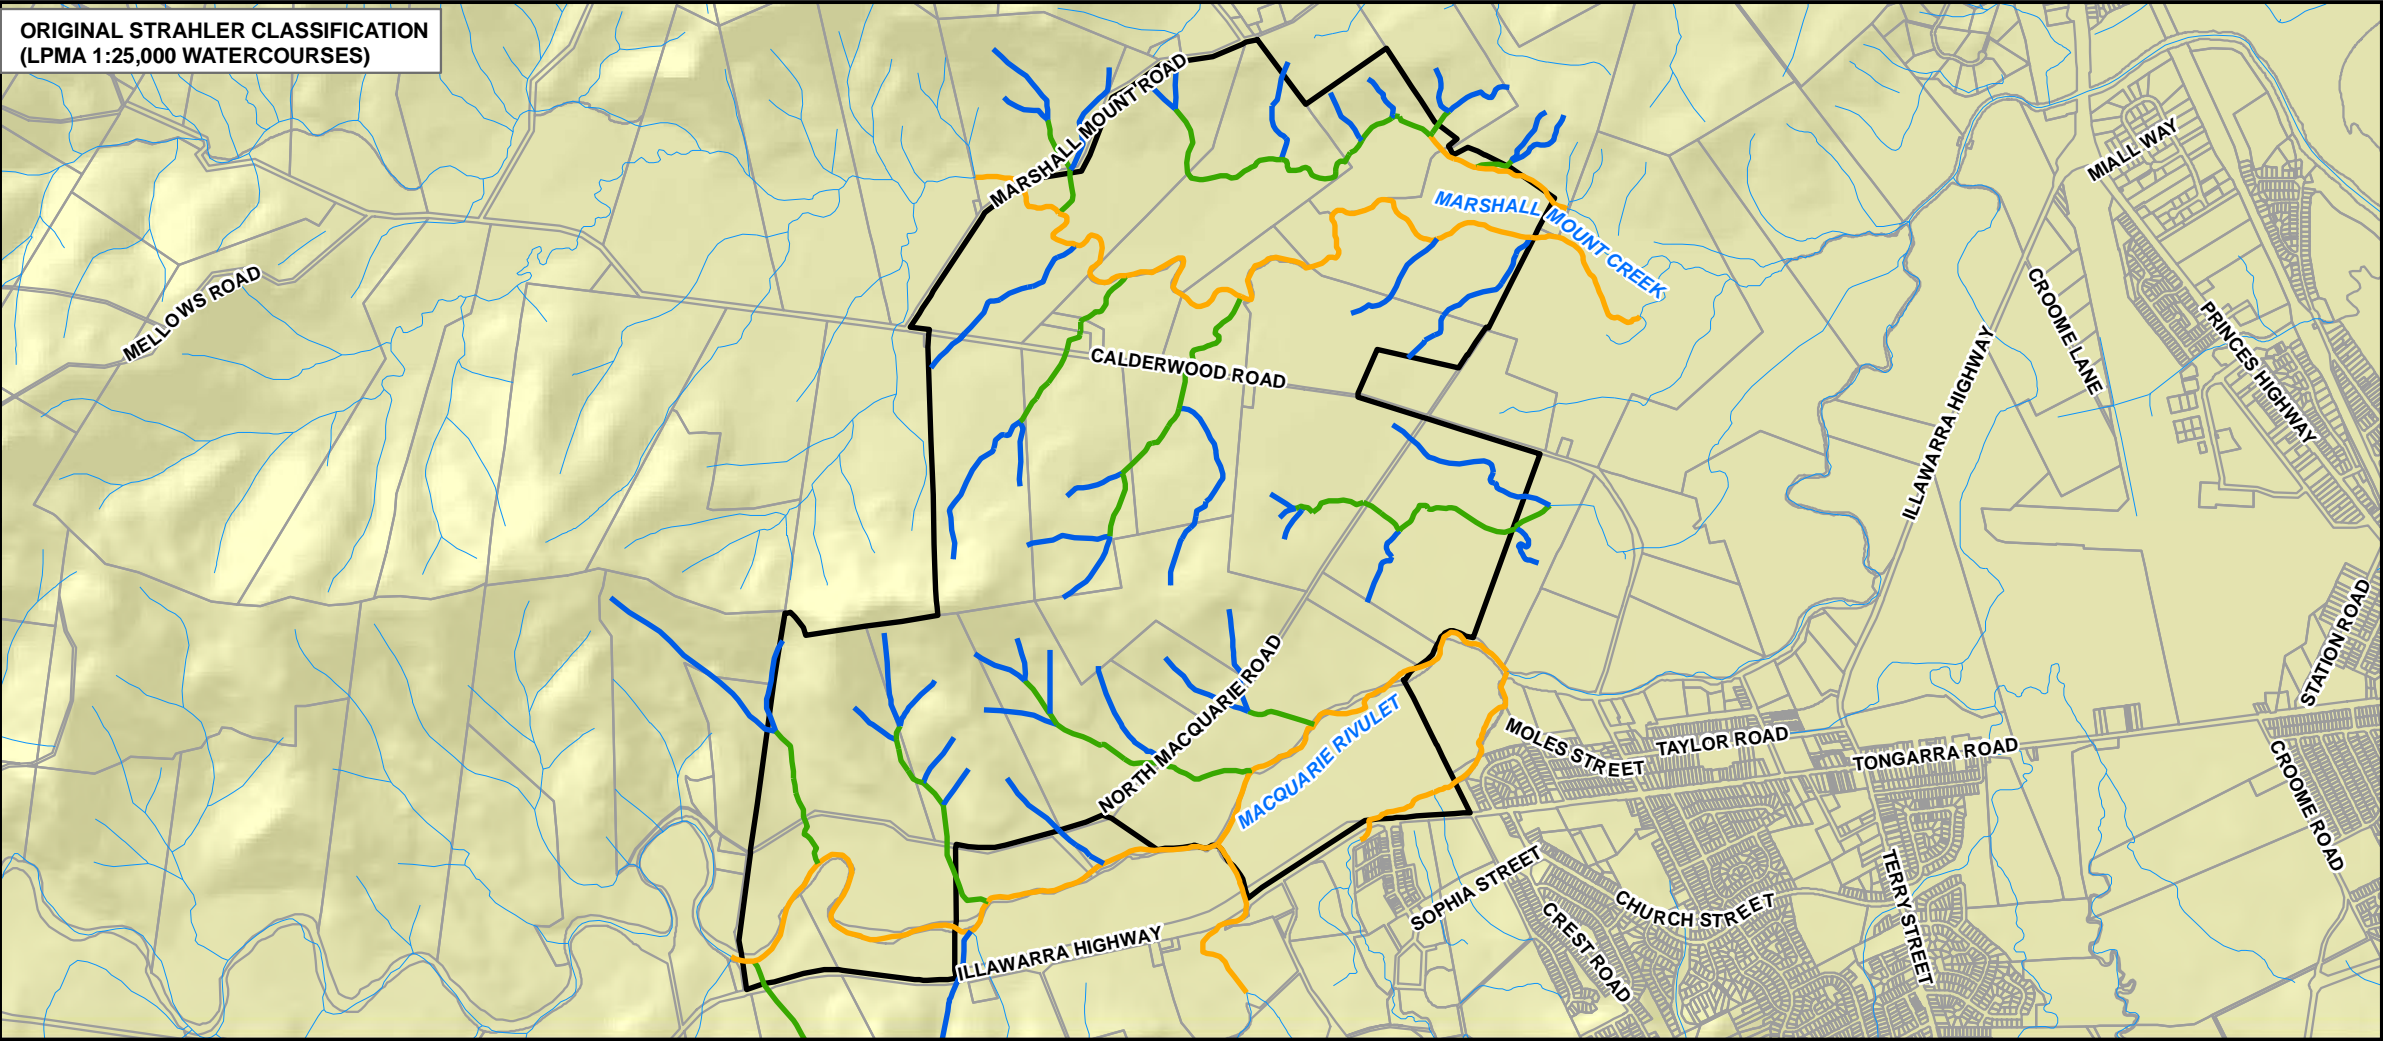 ORIGINAL STRAHLER CLASSIFICATION
(LPMA 1:25,000 WATERCOURSES)
MARSHALL MOUNT ROAD
MIALL WAY
MARSHALL MOUNT CREEK
MELLOWS ROAD
CROOME LANE
PRINCES HIGHWAY
ILLAWARRA HIGHWAY
CALDERWOOD ROAD
STATION ROAD
NORTH MACQUARIE ROAD
MACQUARIE RIVULET
MOLES STREET
TAYLOR ROAD
TONGARRA ROAD
CROOME ROAD
SOPHIA STREET
CHURCH STREET
TERRY STREET
CREST ROAD
ILLAWARRA HIGHWAY